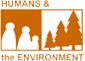 HUMANS &
the ENVIRONMENT